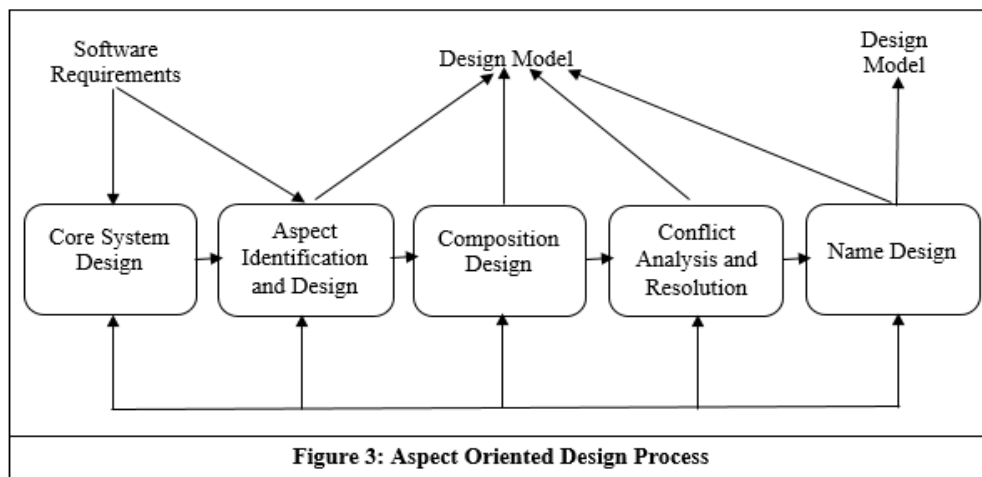 Software
Requirements
Design Model
Design
Model
Core System
Design
Aspect
Identification
and Design
Composition
Design
Conflict
Analysis and
Resolution
Name Design
Figure 3: Aspect Oriented Design Process